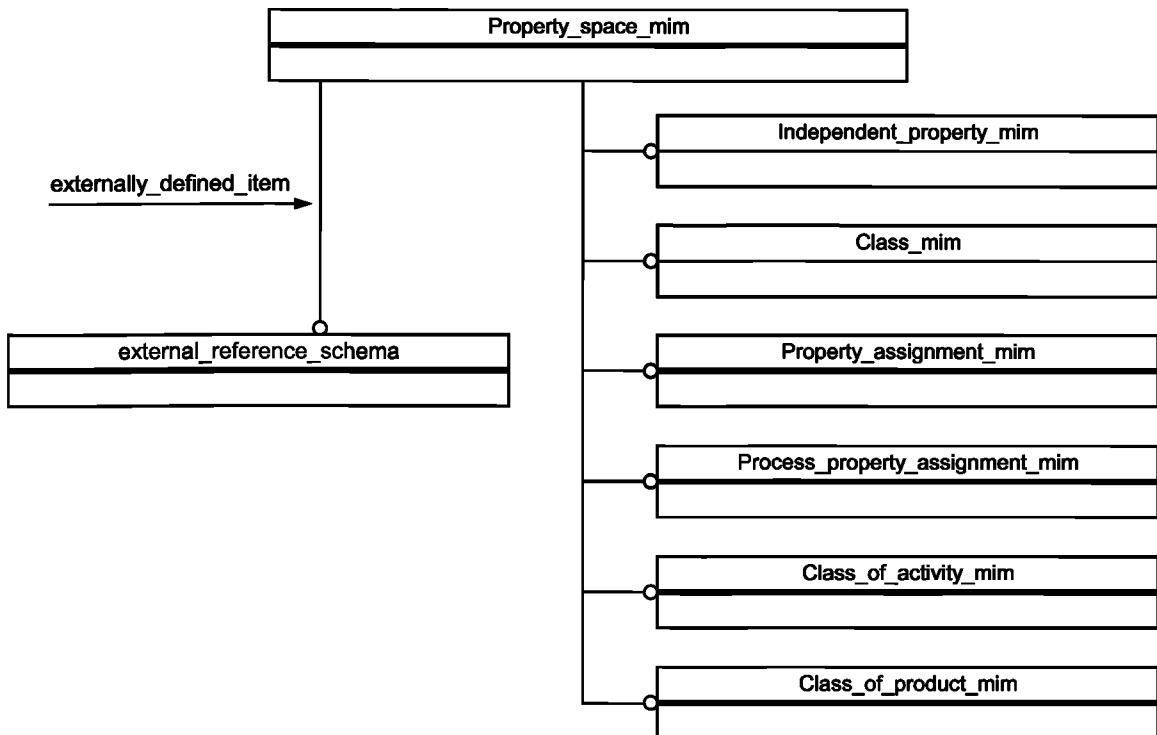 Property_space_mim
Independent_property_mim
externally_defined_item
Class_mim
external_reference_schema
Property_assignment_mim
Process_property_assignment_mim
Class_of_activity_mim
Class_of_product_mim